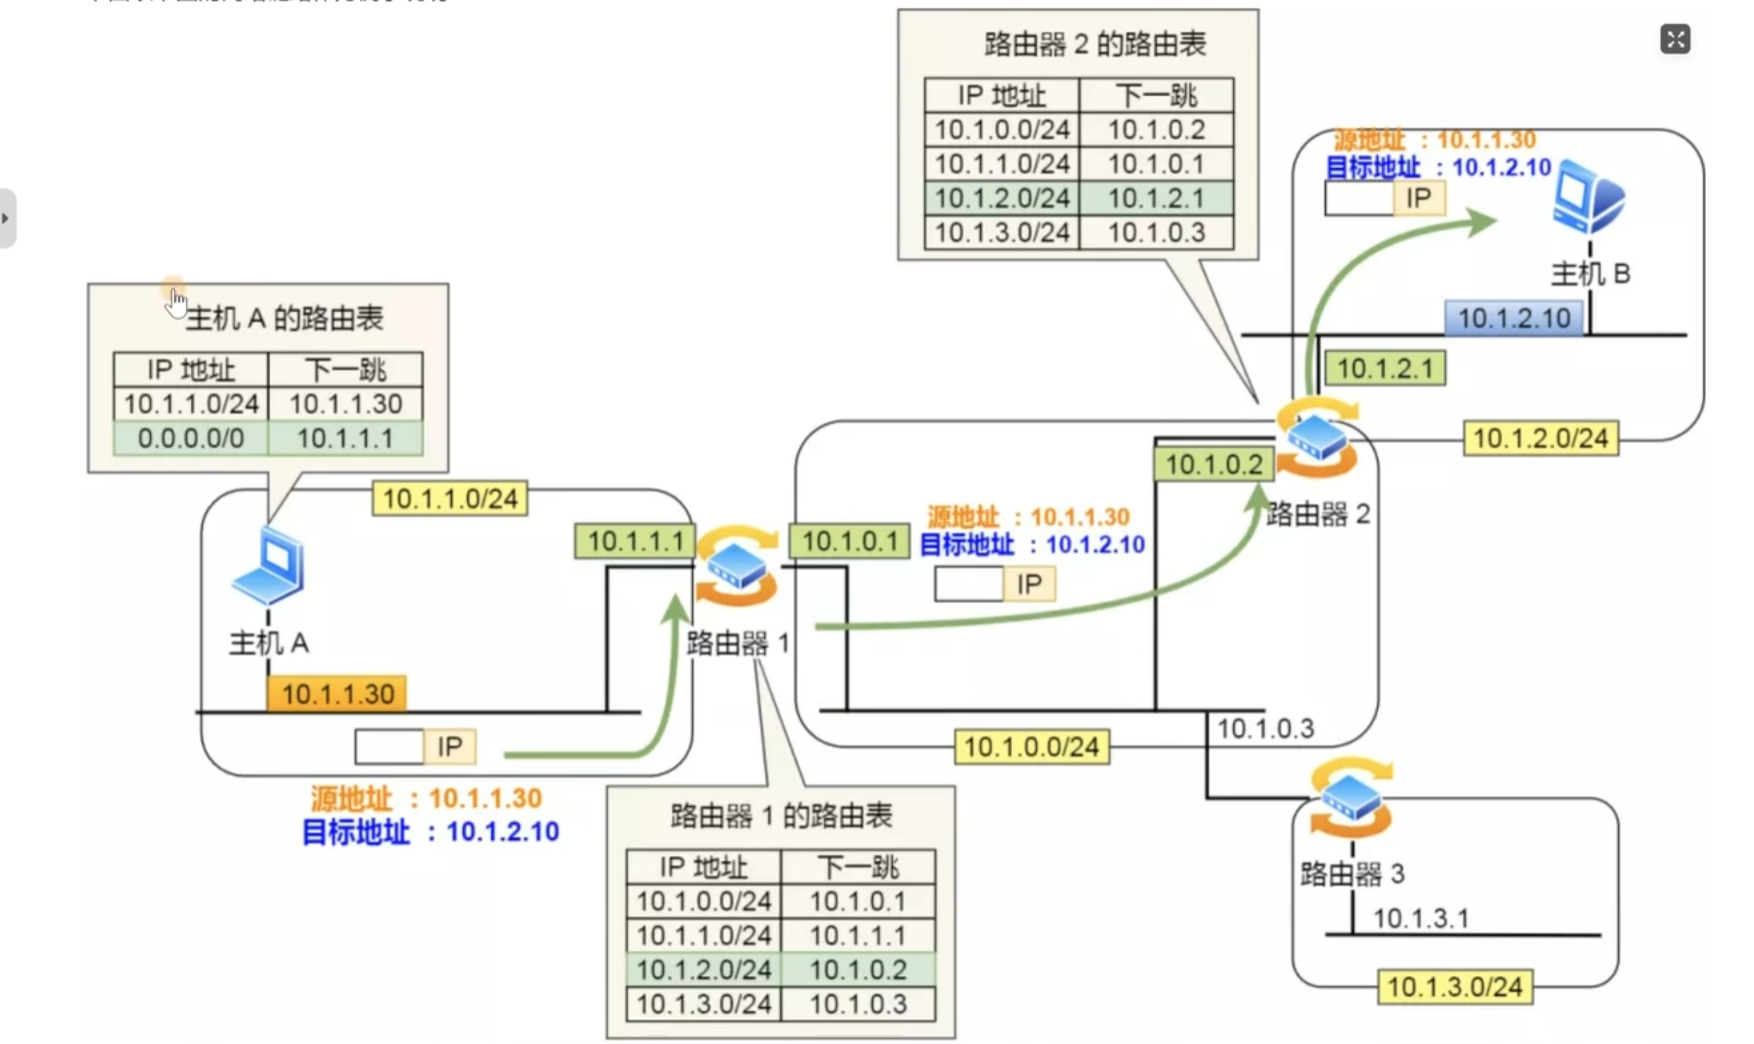 路由器 2 的路由表
IP 地址 下一跳
10.1.0.0/24 10.1.0.2
10.1.1.0/24 10.1.0.1
10.1.2.0/24 10.1.2.1
10.1.3.0/24 10.1.0.3
源地址 ：10.1.1.30
目标地址 ：10.1.2.10
IP
主机 B
10.1.2.10
10.1.2.1
10.1.2.0/24
主机 A 的路由表
IP 地址 下一跳
10.1.1.0/24 10.1.1.30
0.0.0.0/0 10.1.1.1
10.1.1.0/24
10.1.1.1
主机 A
10.1.1.30
IP
源地址 ：10.1.1.30
目标地址 ：10.1.2.10
路由器 1
10.1.0.1
源地址 ：10.1.1.30
目标地址 ：10.1.2.10
IP
10.1.0.2
路由器 2
10.1.0.0/24
10.1.0.3
路由器 1 的路由表
IP 地址 下一跳
10.1.0.0/24 10.1.0.1
10.1.1.0/24 10.1.1.1
10.1.2.0/24 10.1.0.2
10.1.3.0/24 10.1.0.3
路由器 3
10.1.3.1
10.1.3.0/24